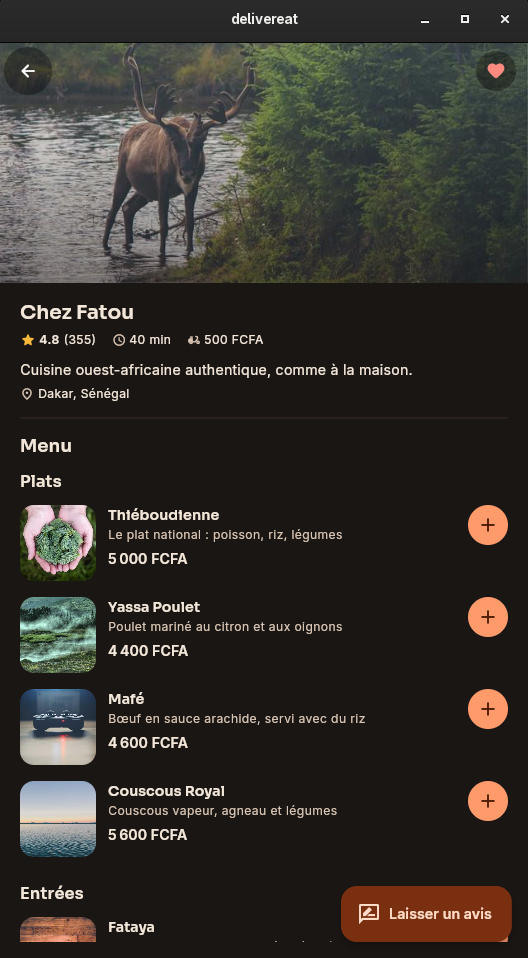 delivereat
Chez Fatou
4.8 (355) 40 min 500 FCFA
Cuisine ouest-africaine authentique, comme à la maison.
Dakar, Sénégal
Menu
Plats
Thiéboudienne
Le plat national : poisson, riz, légumes
5 000 FCFA
Yassa Poulet
Poulet mariné au citron et aux oignons
4 400 FCFA
Mafé
Bœuf en sauce arachide, servi avec du riz
4 600 FCFA
Couscous Royal
Couscous vapeur, agneau et légumes
5 600 FCFA
Entrées
Laisser un avis
Fataya